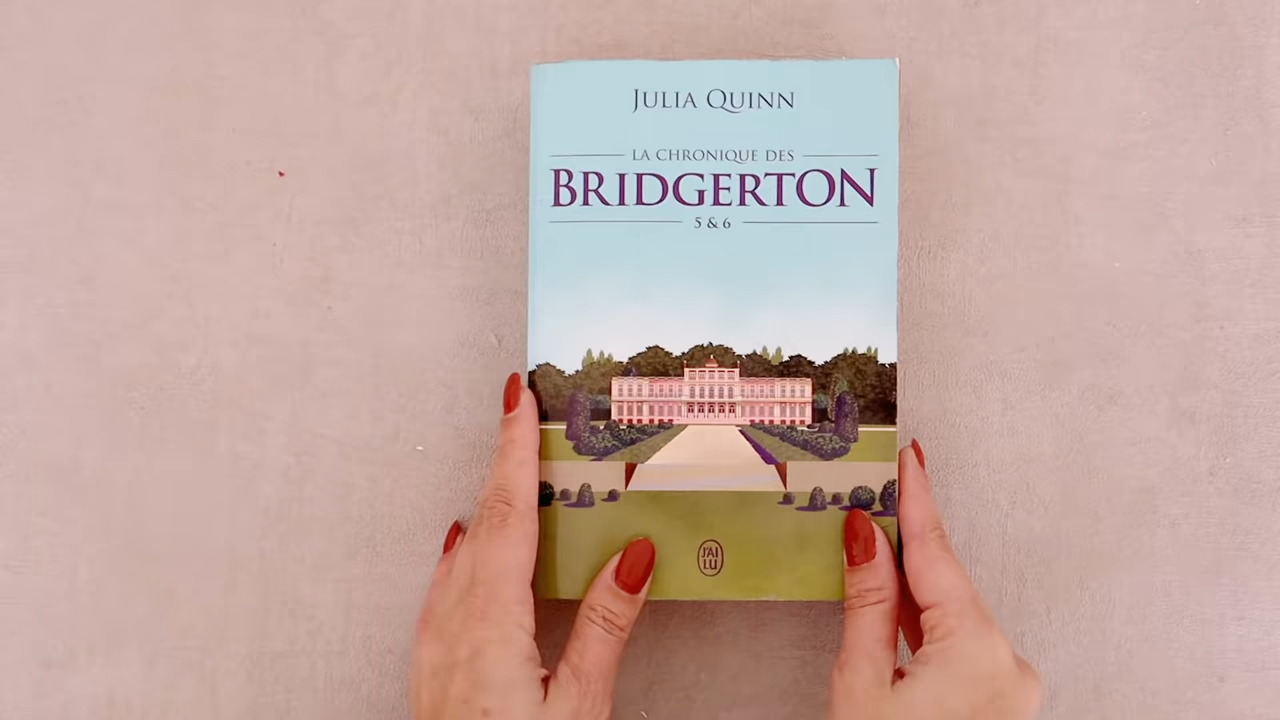 JULIA QUINN
LA CHRONIQUE DES
BRIDGERTON
5 & 6
J'AI
LU